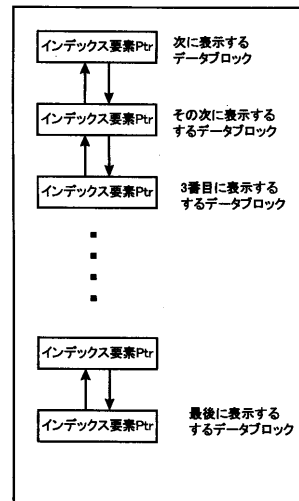 インデックス要素Ptr
次に表示する
データブロック
インデックス要素Ptr
その次に表示する
するデータブロック
インデックス要素Ptr
3番目に表示する
するデータブロック
インデックス要素Ptr
インデックス要素Ptr
最後に表示する
するデータブロック